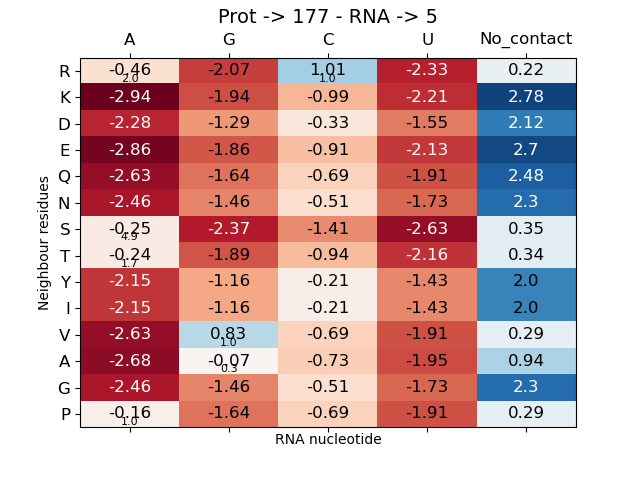 Prot -> 177 - RNA -> 5
A G C U No_contact
R -0.46 -2.07 1.01 -2.33 0.22
2.0 1.0
K -2.94 -1.94 -0.99 -2.21 2.78
D -2.28 -1.29 -0.33 -1.55 2.12
E -2.86 -1.86 -0.91 -2.13 2.7
Q -2.63 -1.64 -0.69 -1.91 2.48
N -2.46 -1.46 -0.51 -1.73 2.3
S -0.25 -2.37 -1.41 -2.63 0.35
4.9
T -0.24 -1.89 -0.94 -2.16 0.34
1.7
Y -2.15 -1.16 -0.21 -1.43 2.0
I -2.15 -1.16 -0.21 -1.43 2.0
V -2.63 0.83 -0.69 -1.91 0.29
1.0
A -2.68 -0.07 -0.73 -1.95 0.94
0.3
G -2.46 -1.46 -0.51 -1.73 2.3
P -0.16 -1.64 -0.69 -1.91 0.29
1.0
Neighbour residues
RNA nucleotide